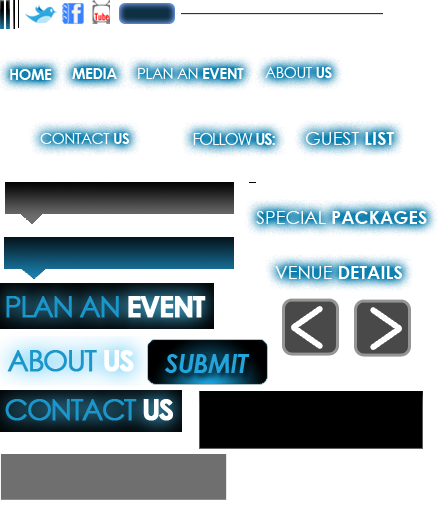 Tube
HOME MEDIA PLAN AN EVENT ABOUT US
CONTACT US FOLLOW US: GUEST LIST
SPECIAL PACKAGES
VENUE DETAILS
PLAN AN EVENT
ABOUT US SUBMIT
CONTACT US